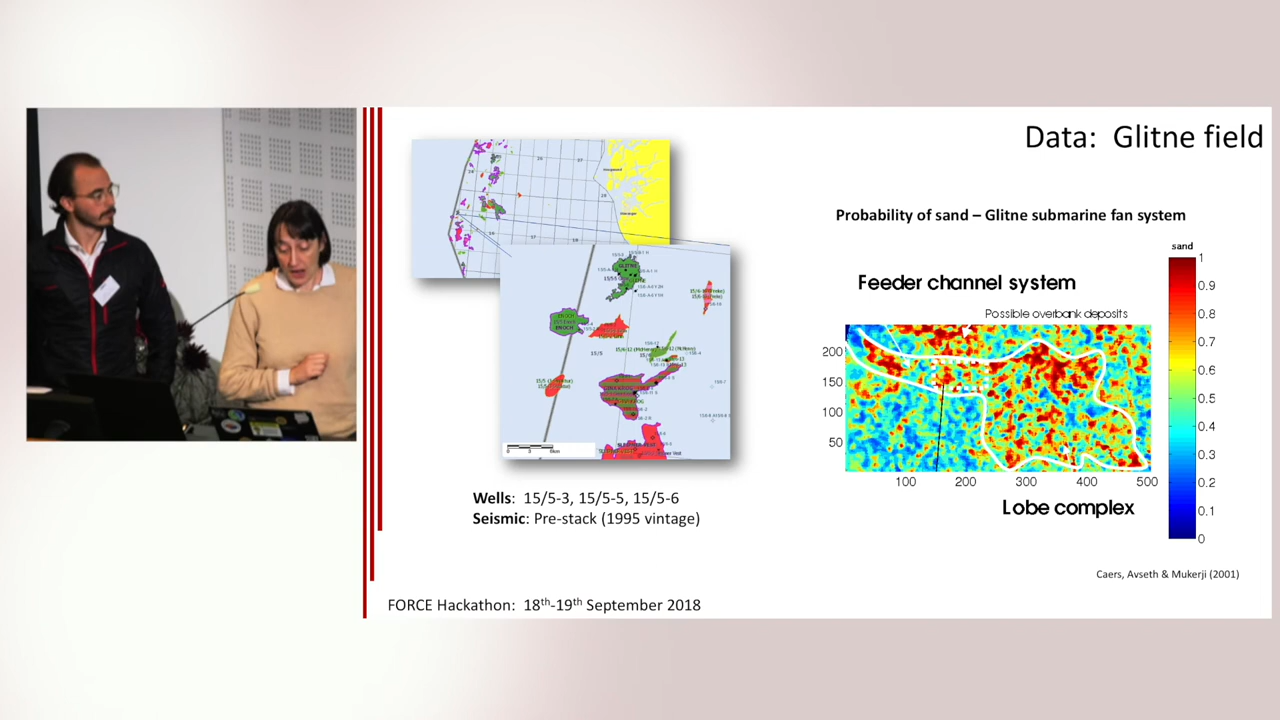 Data: Glitne field
Probability of sand – Glitne submarine fan system
sand
Feeder channel system
Possible overbank deposits
1
0.9
0.8
0.7
0.6
0.5
0.4
0.3
0.2
0.1
0
200
150
100
50
100
200
300
400
500
Lobe complex
ENOCH
15/5
Wells: 15/5-3, 15/5-5, 15/5-6
Seismic: Pre-stack (1995 vintage)
Caers, Avseth & Mukerji (2001)
FORCE Hackathon: 18th-19th September 2018